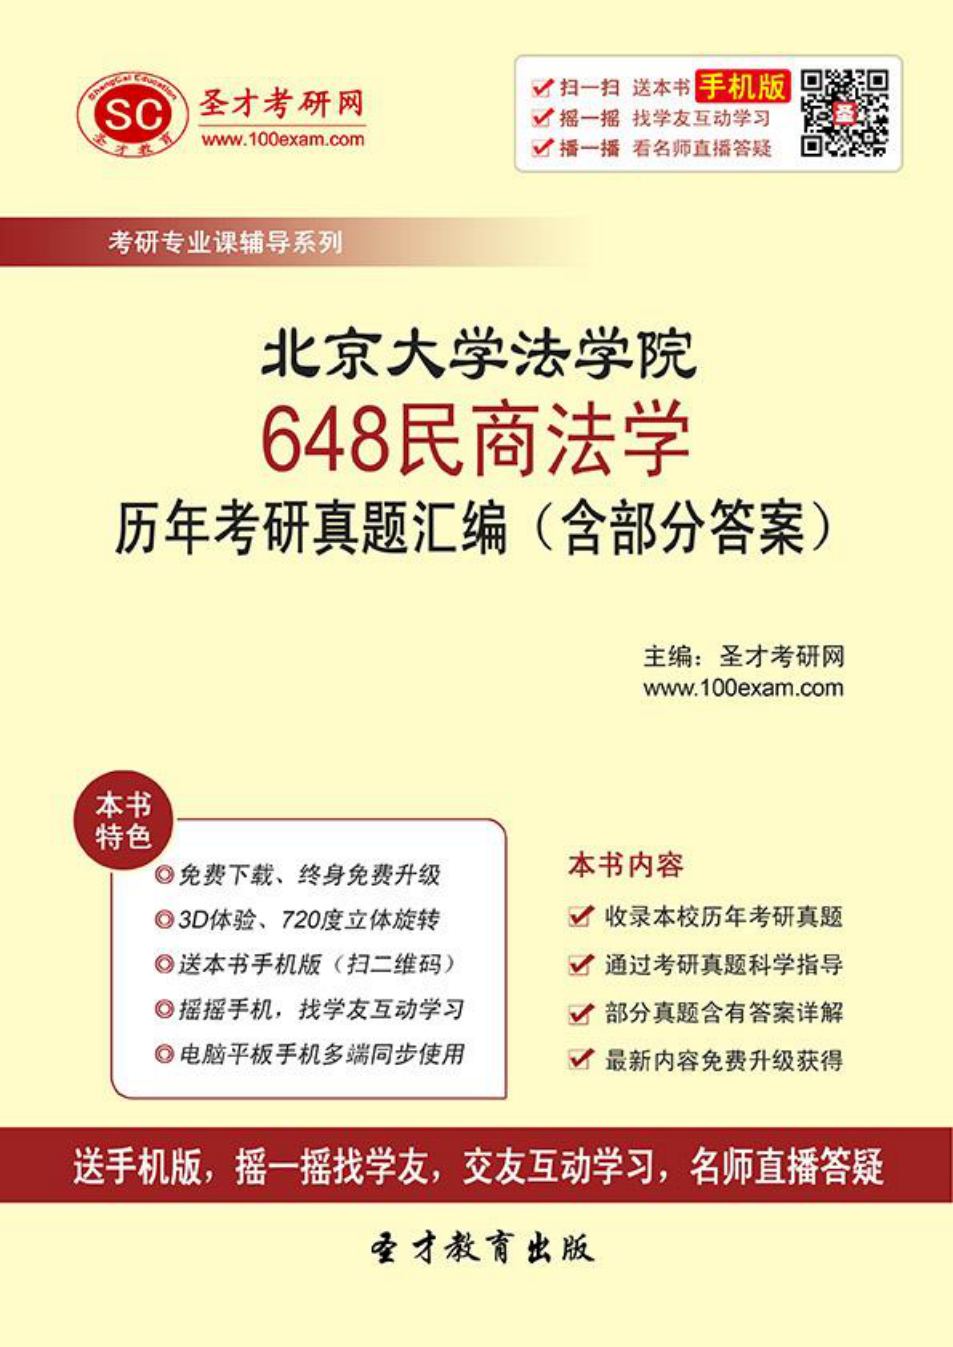 ShengCai Education
SC
圣才教育
圣才考研网
www.100exam.com
扫一扫 送本书 手机版
摇一摇 找学友互动学习
播一播 看名师直播答疑
圣
考研专业课辅导系列
北京大学法学院
648民商法学
历年考研真题汇编（含部分答案）
主编：圣才考研网
www.100exam.com
本书
特色
◎免费下载、终身免费升级
◎3D体验、720度立体旋转
◎送本书手机版（扫二维码）
◎摇摇手机，找学友互动学习
◎电脑平板手机多端同步使用
本书内容
收录本校历年考研真题
通过考研真题科学指导
部分真题含有答案详解
最新内容免费升级获得
送手机版，摇一摇找学友，交友互动学习，名师直播答疑
圣才教育出版